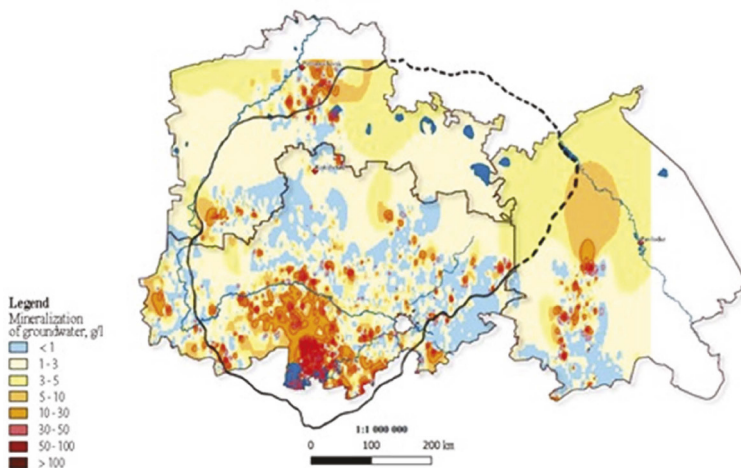 Legend
Mineralization
of groundwater, g/l
< 1
1 - 3
3 - 5
5 - 10
10 - 30
30 - 50
50 - 100
> 100
1:1 000 000
0 100 200 km